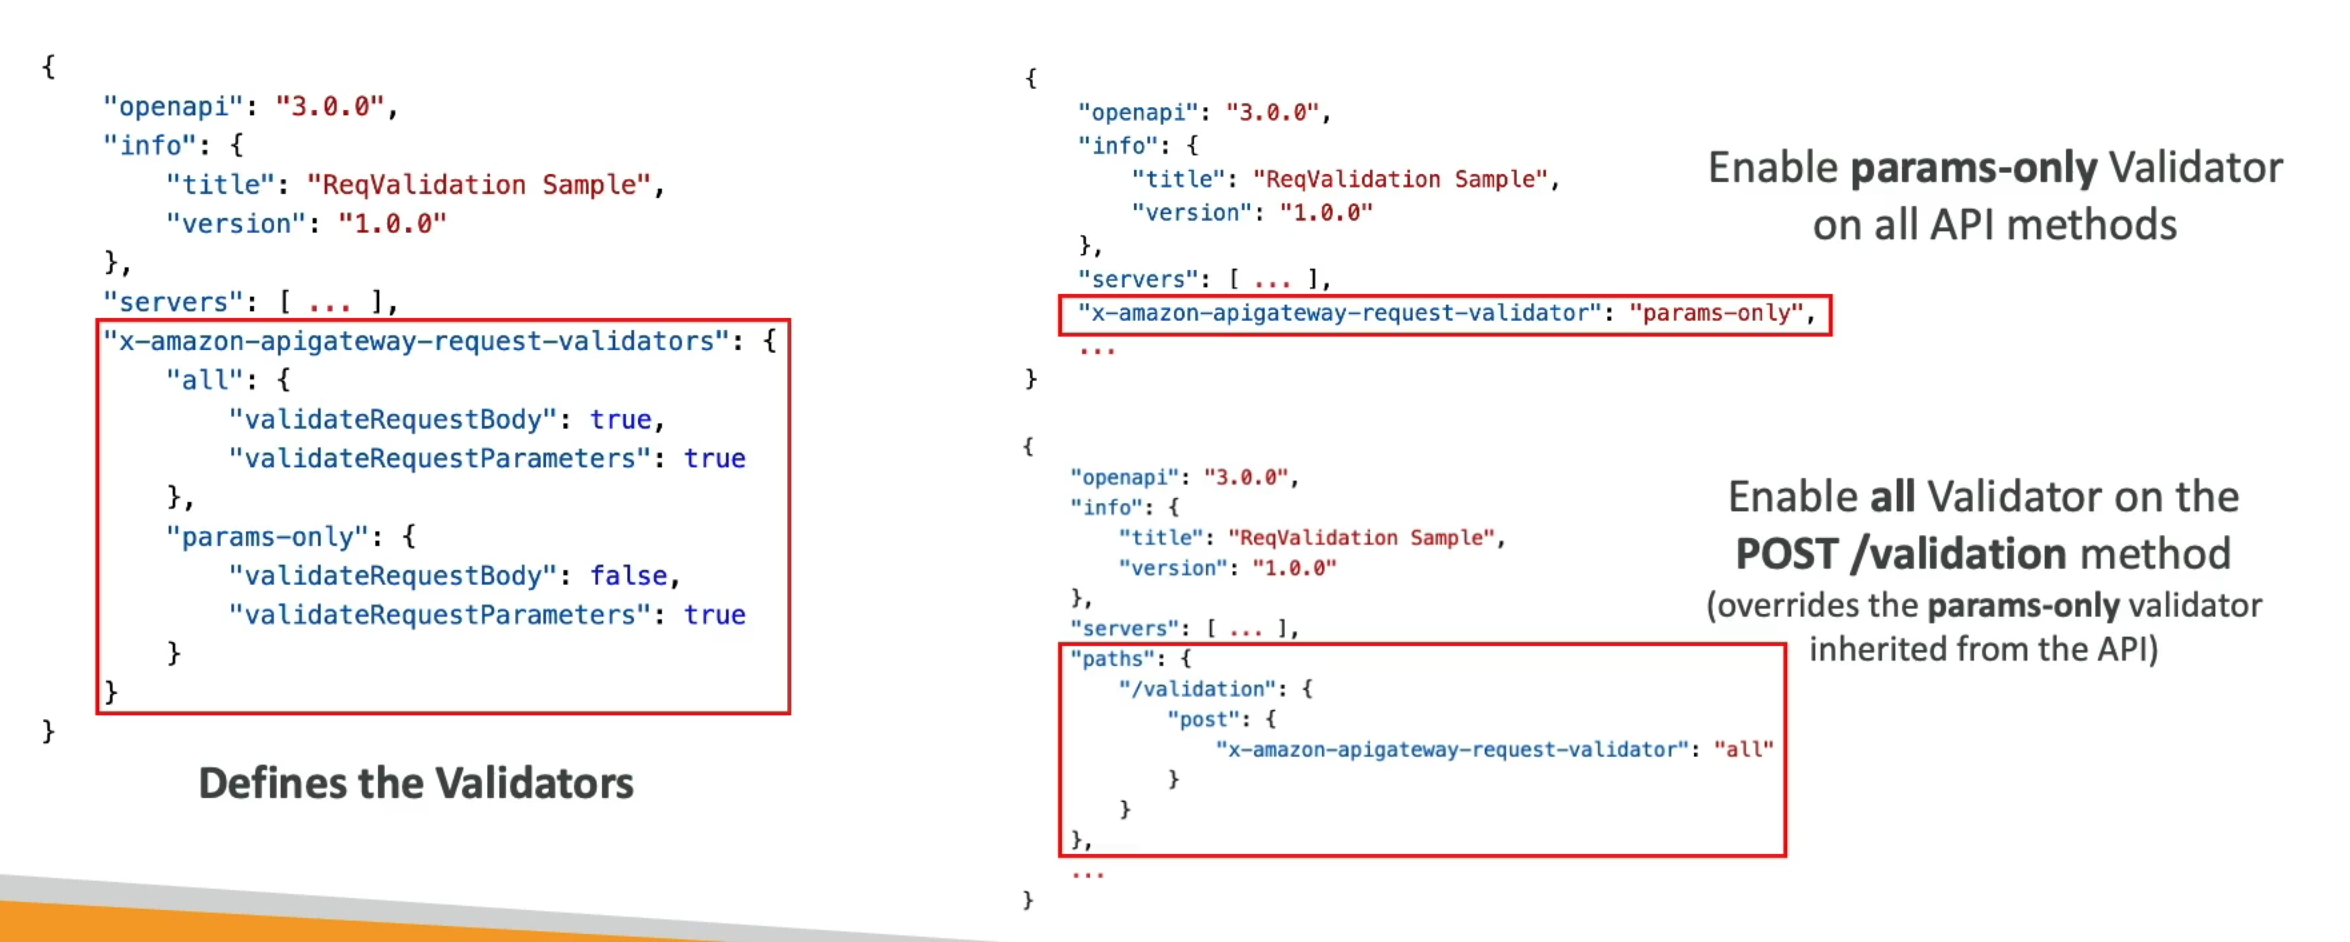 {
"openapi": "3.0.0",
"info": {
"title": "ReqValidation Sample",
"version": "1.0.0"
},
"servers": [ ... ],
"x-amazon-apigateway-request-validators": {
"all": {
"validateRequestBody": true,
"validateRequestParameters": true
},
"params-only": {
"validateRequestBody": false,
"validateRequestParameters": true
}
}
}
Defines the Validators
{
"openapi": "3.0.0",
"info": {
"title": "ReqValidation Sample",
"version": "1.0.0"
},
"servers": [ ... ],
"x-amazon-apigateway-request-validator": "params-only",
...
}
Enable params-only Validator
on all API methods
{
"openapi": "3.0.0",
"info": {
"title": "ReqValidation Sample",
"version": "1.0.0"
},
"servers": [ ... ],
"paths": {
"/validation": {
"post": {
"x-amazon-apigateway-request-validator": "all"
}
}
},
...
}
Enable all Validator on the
POST /validation method
(overrides the params-only validator
inherited from the API)